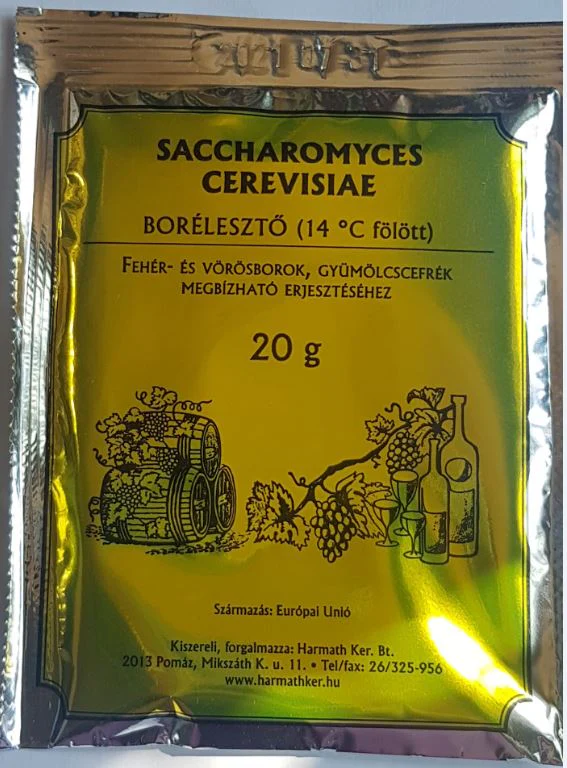 2021 07 31
SACCHAROMYCES
CEREVISIAE
BORÉLESZTŐ (14 °C fölött)
FEHÉR- ÉS VÖRÖSBOROK, GYÜMÖLCSCEFRÉK
MEGBÍZHATÓ ERJESZTÉSÉHEZ
20 g
Származás: Európai Unió
Kiszereli, forgalmazza: Harmath Ker. Bt.
2013 Pomáz, Mikszáth K. u. 11. • Tel/fax: 26/325-956
www.harmathker.hu